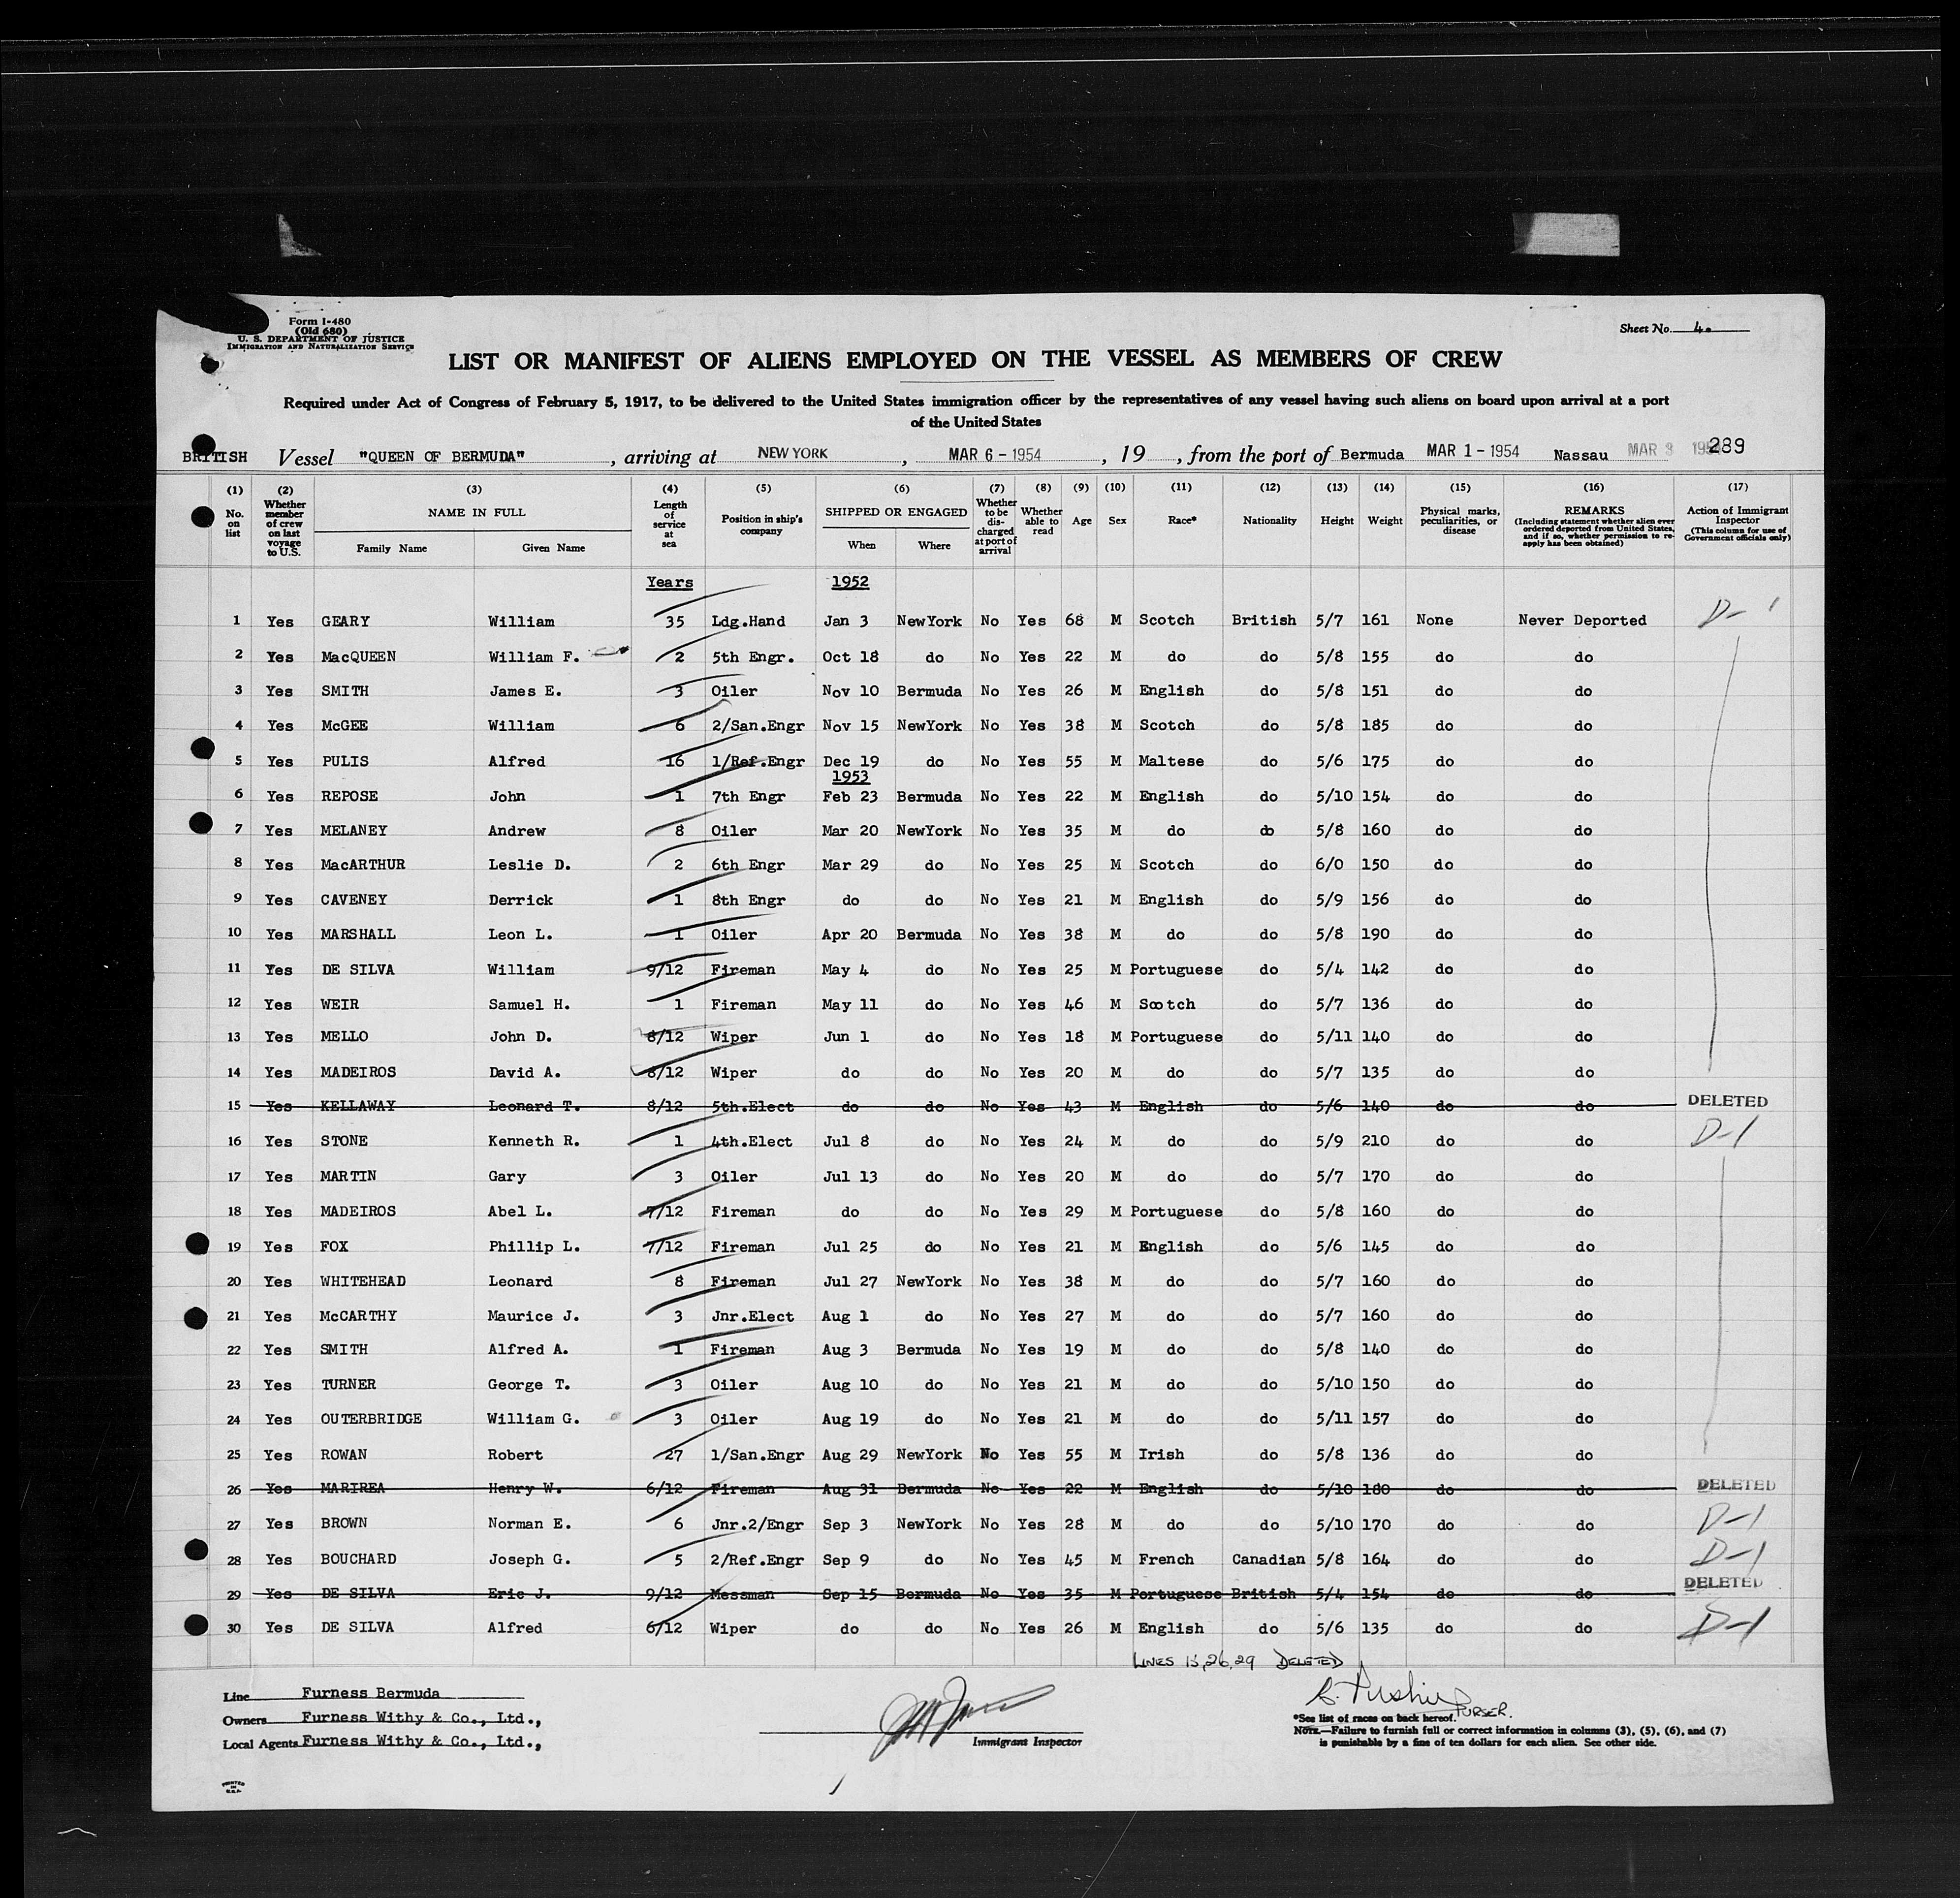 Form I-480
(Old 680)
U. S. DEPARTMENT OF JUSTICE
IMMIGRATION AND NATURALIZATION SERVICE
Sheet No. 4.
LIST OR MANIFEST OF ALIENS EMPLOYED ON THE VESSEL AS MEMBERS OF CREW
Required under Act of Congress of February 5, 1917, to be delivered to the United States immigration officer by the representatives of any vessel having such aliens on board upon arrival at a port
of the United States
BRITISH Vessel "QUEEN OF BERMUDA" , arriving at NEW YORK , MAR 6 - 1954 , 19 , from the port of Bermuda MAR 1 - 1954 Nassau MAR 3 289
(1) No. on list (2) Whether member of crew on last voyage to U.S. (3) NAME IN FULL Family Name Given Name (4) Length of service at sea (5) Position in ship's company (6) SHIPPED OR ENGAGED When Where (7) Whether to be discharged at port of arrival (8) Whether able to read (9) Age (10) Sex (11) Race* (12) Nationality (13) Height (14) Weight (15) Physical marks, peculiarities, or disease (16) REMARKS (Including statement whether alien ever ordered deported from United States, and if so, whether permission to re-apply has been obtained) (17) Action of Immigrant Inspector (This column for use of Government officials only)
Years 1952
1 Yes GEARY William 35 Ldg.Hand Jan 3 NewYork No Yes 68 M Scotch British 5/7 161 None Never Deported D-1
2 Yes MacQUEEN William F. 2 5th Engr. Oct 18 do No Yes 22 M do do 5/8 155 do do
3 Yes SMITH James E. 3 Oiler Nov 10 Bermuda No Yes 26 M English do 5/8 151 do do
4 Yes McGEE William 6 2/San.Engr Nov 15 NewYork No Yes 38 M Scotch do 5/8 185 do do
5 Yes PULIS Alfred 16 1/Ref.Engr Dec 19 do No Yes 55 M Maltese do 5/6 175 do do
1953
6 Yes REPOSE John 1 7th Engr Feb 23 Bermuda No Yes 22 M English do 5/10 154 do do
7 Yes MELANEY Andrew 8 Oiler Mar 20 NewYork No Yes 35 M do do 5/8 160 do do
8 Yes MacARTHUR Leslie D. 2 6th Engr Mar 29 do No Yes 25 M Scotch do 6/0 150 do do
9 Yes CAVENEY Derrick 1 8th Engr do do No Yes 21 M English do 5/9 156 do do
10 Yes MARSHALL Leon L. 1 Oiler Apr 20 Bermuda No Yes 38 M do do 5/8 190 do do
11 Yes DE SILVA William 9/12 Fireman May 4 do No Yes 25 M Portuguese do 5/4 142 do do
12 Yes WEIR Samuel H. 1 Fireman May 11 do No Yes 46 M Scotch do 5/7 136 do do
13 Yes MELLO John D. 8/12 Wiper Jun 1 do No Yes 18 M Portuguese do 5/11 140 do do
14 Yes MADEIROS David A. 8/12 Wiper do do No Yes 20 M do do 5/7 135 do do
15 Yes KELLAWAY Leonard T. 8/12 5th.Elect do do No Yes 43 M English do 5/6 140 do do DELETED
16 Yes STONE Kenneth R. 1 4th.Elect Jul 8 do No Yes 24 M do do 5/9 210 do do D-1
17 Yes MARTIN Gary 3 Oiler Jul 13 do No Yes 20 M do do 5/7 170 do do
18 Yes MADEIROS Abel L. 7/12 Fireman do do No Yes 29 M Portuguese do 5/8 160 do do
19 Yes FOX Phillip L. 7/12 Fireman Jul 25 do No Yes 21 M English do 5/6 145 do do
20 Yes WHITEHEAD Leonard 8 Fireman Jul 27 NewYork No Yes 38 M do do 5/7 160 do do
21 Yes McCARTHY Maurice J. 3 Jnr.Elect Aug 1 do No Yes 27 M do do 5/7 160 do do
22 Yes SMITH Alfred A. 1 Fireman Aug 3 Bermuda No Yes 19 M do do 5/8 140 do do
23 Yes TURNER George T. 3 Oiler Aug 10 do No Yes 21 M do do 5/10 150 do do
24 Yes OUTERBRIDGE William G. 3 Oiler Aug 19 do No Yes 21 M do do 5/11 157 do do
25 Yes ROWAN Robert 27 1/San.Engr Aug 29 NewYork No Yes 55 M Irish do 5/8 136 do do
26 Yes MARIREA Henry W. 6/12 Fireman Aug 31 Bermuda No Yes 22 M English do 5/10 180 do do DELETED
27 Yes BROWN Norman E. 6 Jnr.2/Engr Sep 3 NewYork No Yes 28 M do do 5/10 170 do do D-1
28 Yes BOUCHARD Joseph G. 5 2/Ref.Engr Sep 9 do No Yes 45 M French Canadian 5/8 164 do do D-1
29 Yes DE SILVA Eric J. 9/12 Messman Sep 15 Bermuda No Yes 35 M Portuguese British 5/4 154 do do DELETED
30 Yes DE SILVA Alfred 6/12 Wiper do do No Yes 26 M English do 5/6 135 do do D-1
LINES 15,26,29 DELETED
Line Furness Bermuda
Owners Furness Withy & Co., Ltd.,
Local Agents Furness Withy & Co., Ltd.,
Immigrant Inspector
PURSER.
*See list of races on back hereof.
NOTE.—Failure to furnish full or correct information in columns (3), (5), (6), and (7)
is punishable by a fine of ten dollars for each alien. See other side.
PRINTED
IN
U.S.A.